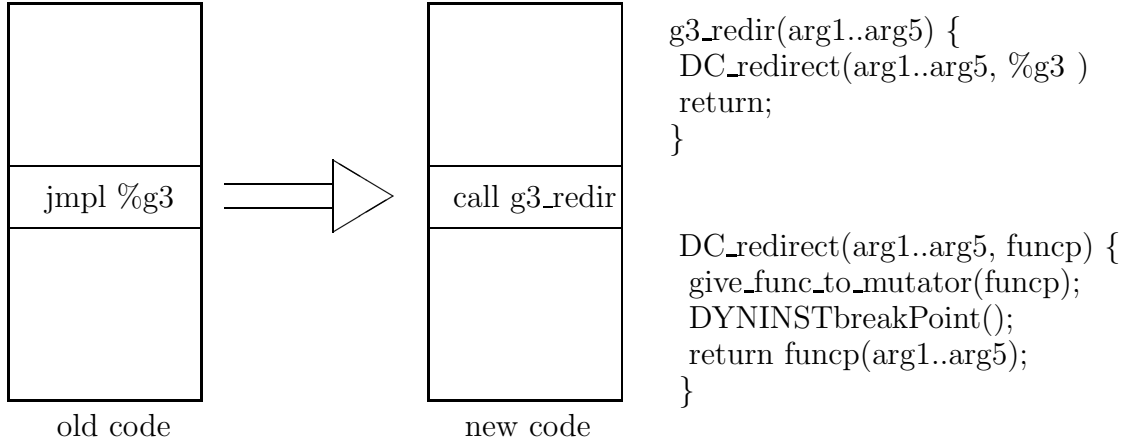 jmpl %g3
old code
call g3_redir
new code
g3_redir(arg1..arg5) {
DC_redirect(arg1..arg5, %g3 )
return;
}
DC_redirect(arg1..arg5, funcp) {
give_func_to_mutator(funcp);
DYNINSTbreakPoint();
return funcp(arg1..arg5);
}